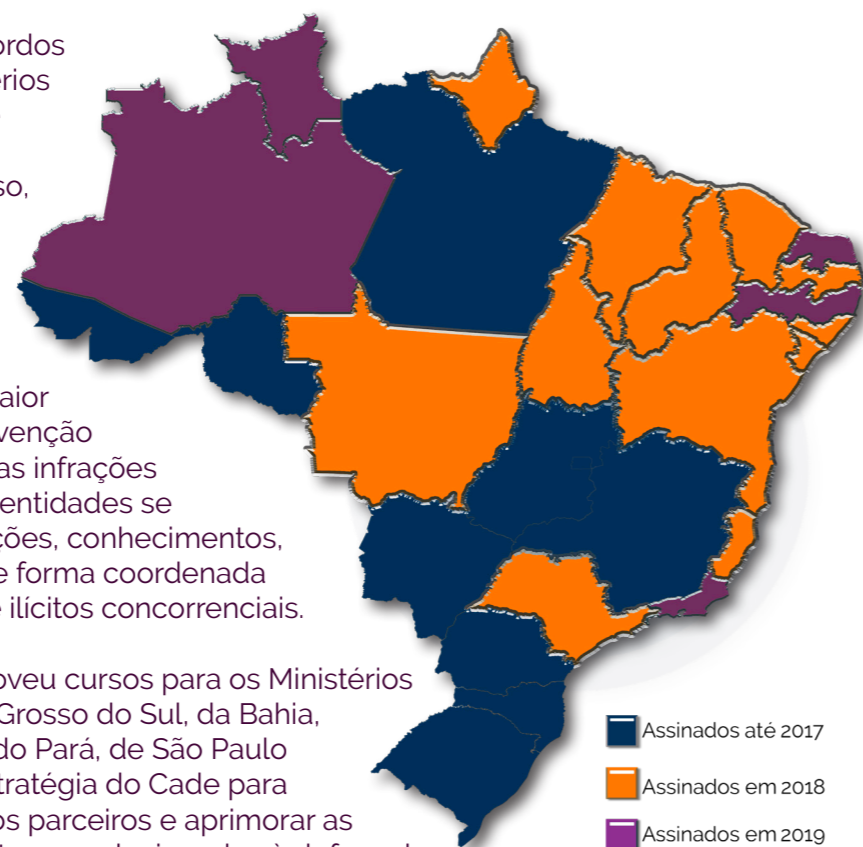 ordos
érios
so,
aior
venção
as infrações
entidades se
ções, conhecimentos,
e forma coordenada
e ilícitos concorrenciais.
oveu cursos para os Ministérios
Grosso do Sul, da Bahia,
do Pará, de São Paulo
tratégia do Cade para
os parceiros e aprimorar as
Assinados até 2017
Assinados em 2018
Assinados em 2019